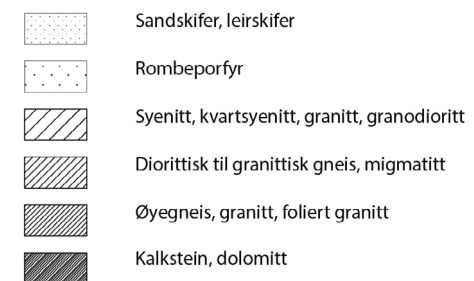 Sandskifer, leirskifer
Rombeporfyr
Syenitt, kvartsyenitt, granitt, granodioritt
Diorittisk til granittisk gneis, migmatitt
Øyegneis, granitt, foliert granitt
Kalkstein, dolomitt